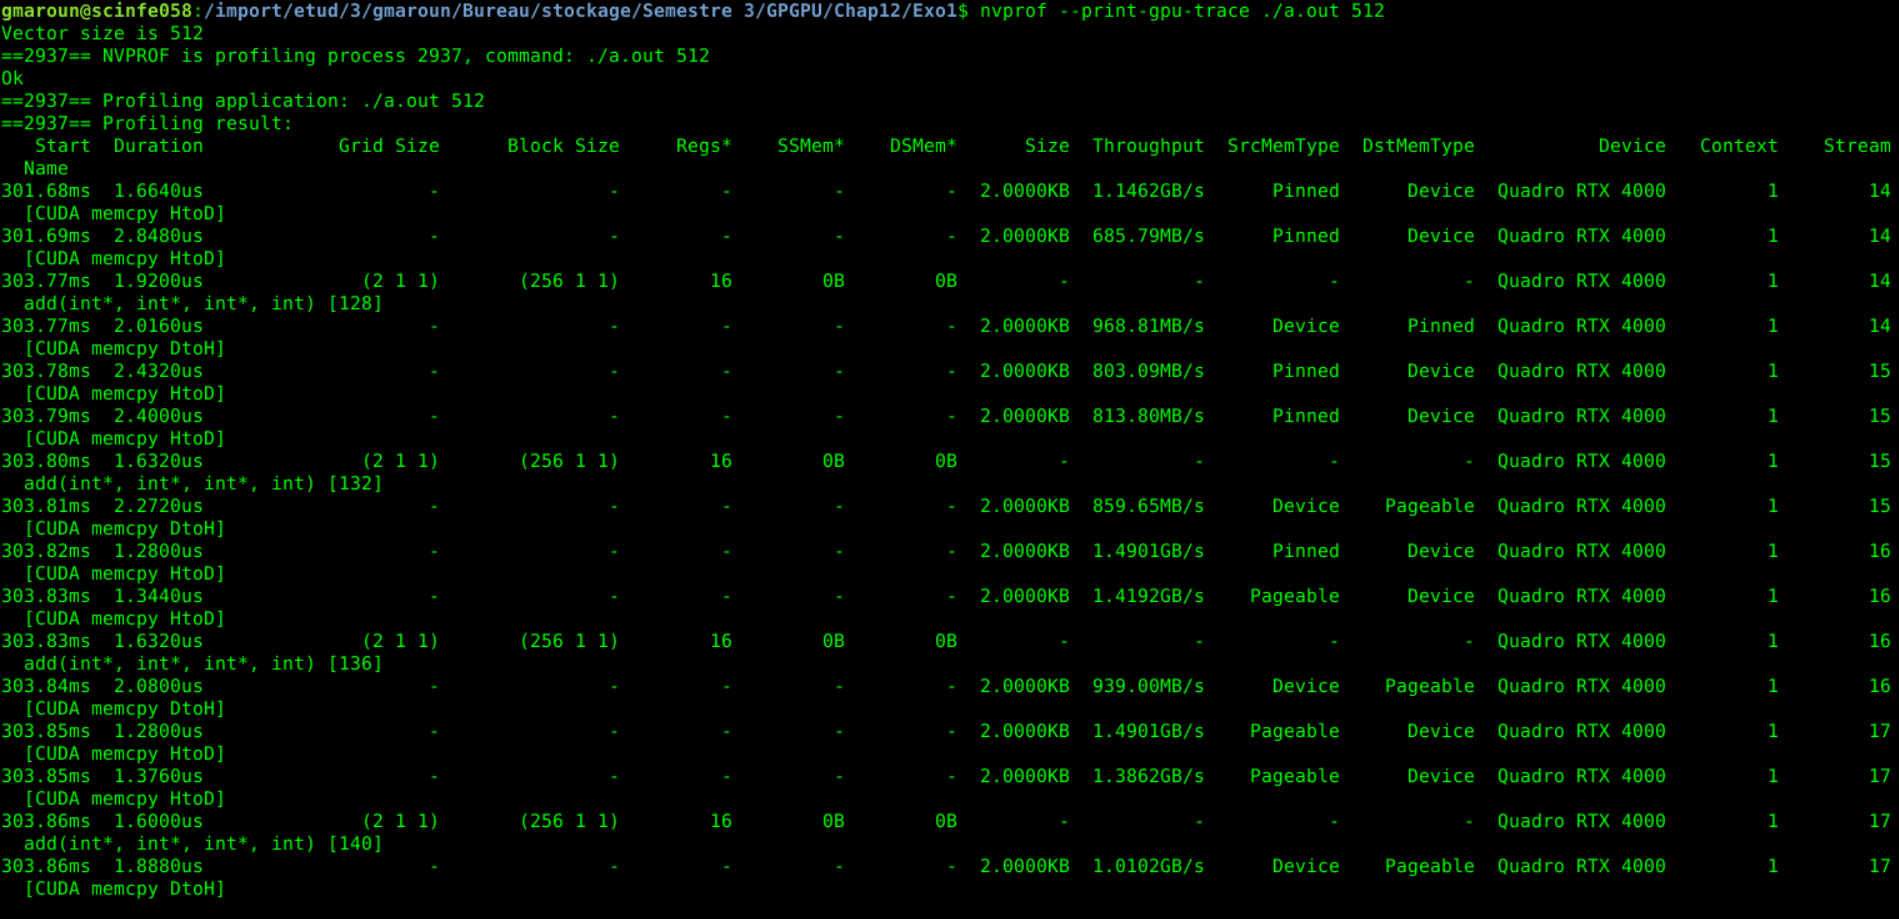 gmaroun@scinfe058:/import/etud/3/gmaroun/Bureau/stockage/Semestre 3/GPGPU/Chap12/Exo1$ nvprof --print-gpu-trace ./a.out 512
Vector size is 512
==2937== NVPROF is profiling process 2937, command: ./a.out 512
Ok
==2937== Profiling application: ./a.out 512
==2937== Profiling result:
   Start  Duration            Grid Size      Block Size     Regs*    SSMem*    DSMem*      Size  Throughput  SrcMemType  DstMemType           Device   Context    Stream
  Name
301.68ms  1.6640us                    -               -         -         -         -  2.0000KB  1.1462GB/s      Pinned      Device  Quadro RTX 4000         1        14
  [CUDA memcpy HtoD]
301.69ms  2.8480us                    -               -         -         -         -  2.0000KB  685.79MB/s      Pinned      Device  Quadro RTX 4000         1        14
  [CUDA memcpy HtoD]
303.77ms  1.9200us              (2 1 1)       (256 1 1)        16        0B        0B         -           -           -           -  Quadro RTX 4000         1        14
  add(int*, int*, int*, int) [128]
303.77ms  2.0160us                    -               -         -         -         -  2.0000KB  968.81MB/s      Device      Pinned  Quadro RTX 4000         1        14
  [CUDA memcpy DtoH]
303.78ms  2.4320us                    -               -         -         -         -  2.0000KB  803.09MB/s      Pinned      Device  Quadro RTX 4000         1        15
  [CUDA memcpy HtoD]
303.79ms  2.4000us                    -               -         -         -         -  2.0000KB  813.80MB/s      Pinned      Device  Quadro RTX 4000         1        15
  [CUDA memcpy HtoD]
303.80ms  1.6320us              (2 1 1)       (256 1 1)        16        0B        0B         -           -           -           -  Quadro RTX 4000         1        15
  add(int*, int*, int*, int) [132]
303.81ms  2.2720us                    -               -         -         -         -  2.0000KB  859.65MB/s      Device    Pageable  Quadro RTX 4000         1        15
  [CUDA memcpy DtoH]
303.82ms  1.2800us                    -               -         -         -         -  2.0000KB  1.4901GB/s      Pinned      Device  Quadro RTX 4000         1        16
  [CUDA memcpy HtoD]
303.83ms  1.3440us                    -               -         -         -         -  2.0000KB  1.4192GB/s    Pageable      Device  Quadro RTX 4000         1        16
  [CUDA memcpy HtoD]
303.83ms  1.6320us              (2 1 1)       (256 1 1)        16        0B        0B         -           -           -           -  Quadro RTX 4000         1        16
  add(int*, int*, int*, int) [136]
303.84ms  2.0800us                    -               -         -         -         -  2.0000KB  939.00MB/s      Device    Pageable  Quadro RTX 4000         1        16
  [CUDA memcpy DtoH]
303.85ms  1.2800us                    -               -         -         -         -  2.0000KB  1.4901GB/s    Pageable      Device  Quadro RTX 4000         1        17
  [CUDA memcpy HtoD]
303.85ms  1.3760us                    -               -         -         -         -  2.0000KB  1.3862GB/s    Pageable      Device  Quadro RTX 4000         1        17
  [CUDA memcpy HtoD]
303.86ms  1.6000us              (2 1 1)       (256 1 1)        16        0B        0B         -           -           -           -  Quadro RTX 4000         1        17
  add(int*, int*, int*, int) [140]
303.86ms  1.8880us                    -               -         -         -         -  2.0000KB  1.0102GB/s      Device    Pageable  Quadro RTX 4000         1        17
  [CUDA memcpy DtoH]